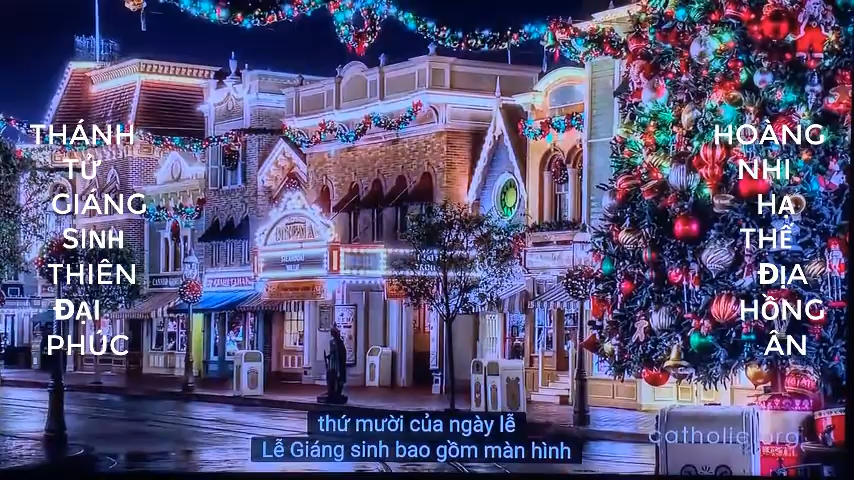 THÁNH
TỬ
GIÁNG
SINH
THIÊN
ĐẠI
PHÚC
HOÀNG
NHI
HẠ
THẾ
ĐỊA
HỒNG
ÂN
thứ mười của ngày lễ
Lễ Giáng sinh bao gồm màn hình
catholic.org